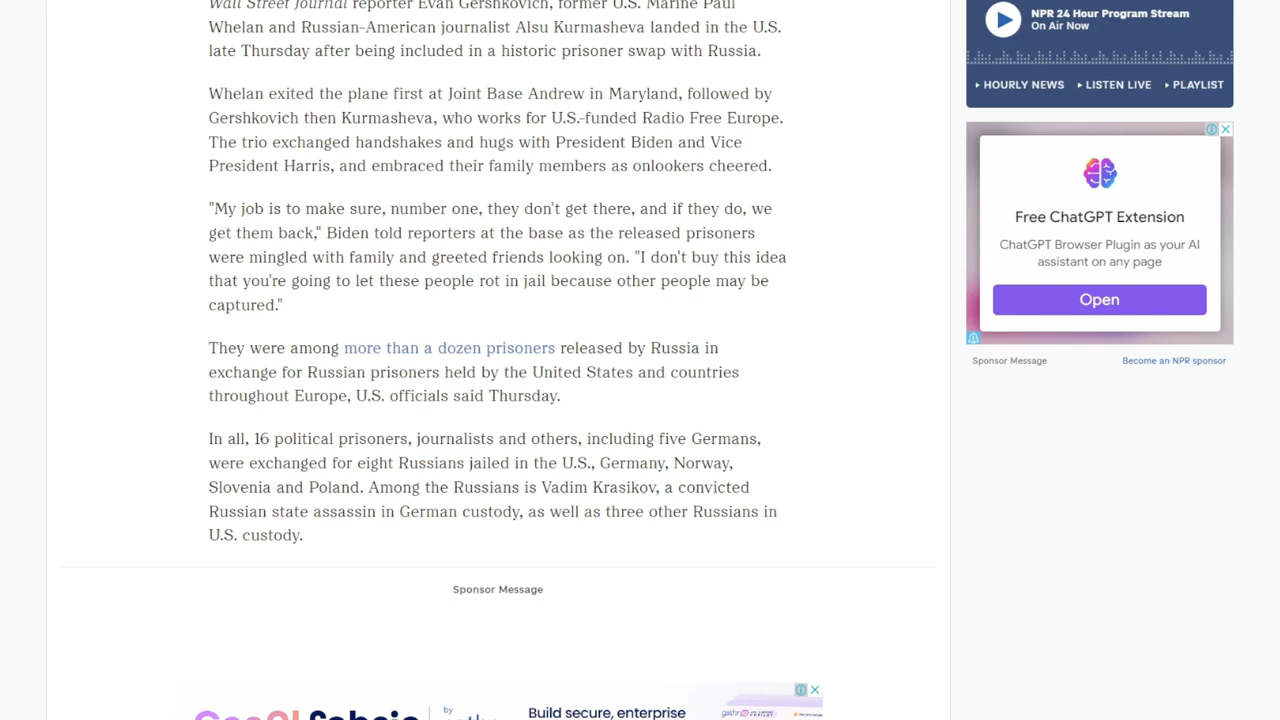 Wall Street Journal reporter Evan Gershkovich, former U.S. Marine Paul
Whelan and Russian-American journalist Alsu Kurmasheva landed in the U.S.
late Thursday after being included in a historic prisoner swap with Russia.
Whelan exited the plane first at Joint Base Andrew in Maryland, followed by
Gershkovich then Kurmasheva, who works for U.S.-funded Radio Free Europe.
The trio exchanged handshakes and hugs with President Biden and Vice
President Harris, and embraced their family members as onlookers cheered.
"My job is to make sure, number one, they don't get there, and if they do, we
get them back," Biden told reporters at the base as the released prisoners
were mingled with family and greeted friends looking on. "I don't buy this idea
that you're going to let these people rot in jail because other people may be
captured."
They were among more than a dozen prisoners released by Russia in
exchange for Russian prisoners held by the United States and countries
throughout Europe, U.S. officials said Thursday.
In all, 16 political prisoners, journalists and others, including five Germans,
were exchanged for eight Russians jailed in the U.S., Germany, Norway,
Slovenia and Poland. Among the Russians is Vadim Krasikov, a convicted
Russian state assassin in German custody, as well as three other Russians in
U.S. custody.
Sponsor Message
by
Build secure, enterprise
NPR 24 Hour Program Stream
On Air Now
HOURLY NEWS LISTEN LIVE PLAYLIST
Free ChatGPT Extension
ChatGPT Browser Plugin as your AI
assistant on any page
Open
Sponsor Message Become an NPR sponsor